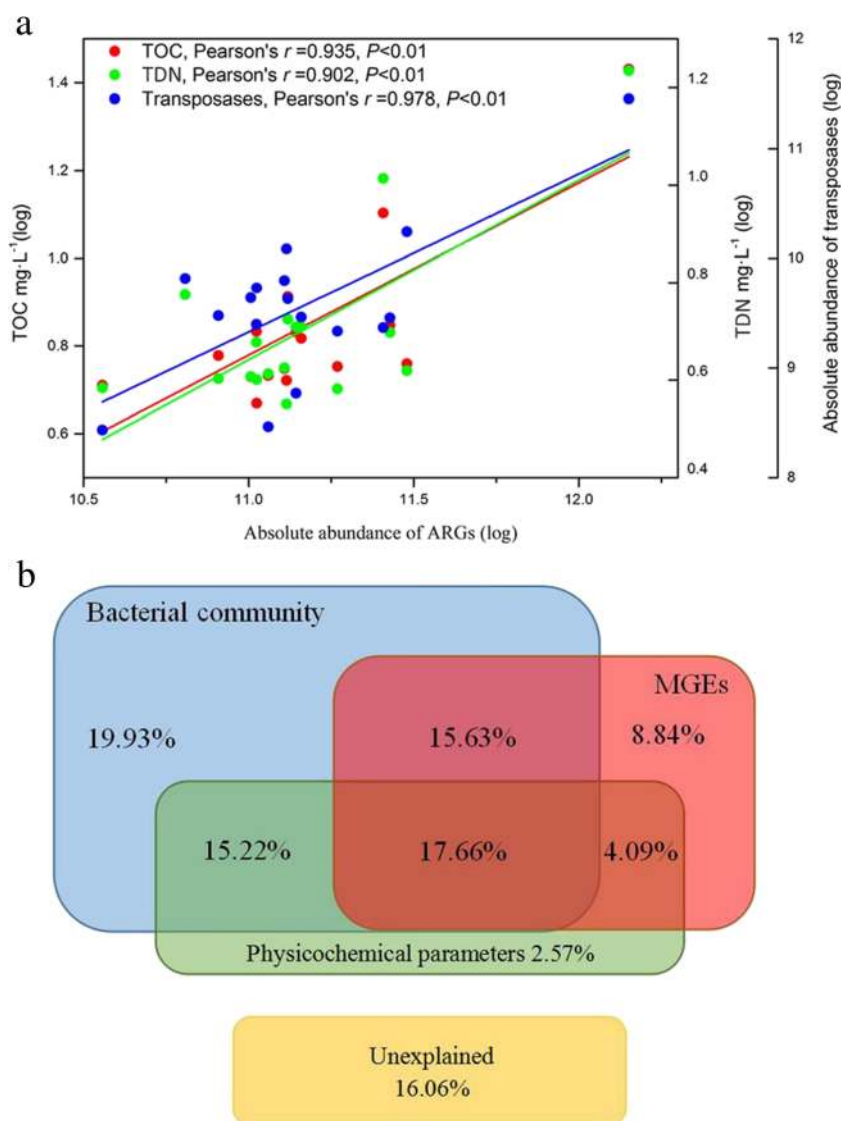 a
TOC, Pearson's r =0.935, P<0.01
TDN, Pearson's r =0.902, P<0.01
Transposases, Pearson's r =0.978, P<0.01
TOC mg·L-1(log)
1.4
1.2
1.0
0.8
0.6
10.5
11.0
11.5
12.0
Absolute abundance of ARGs (log)
1.2
1.0
0.8
0.6
0.4
TDN mg·L-1 (log)
12
11
10
9
8
Absolute abundance of transposases (log)
b
Bacterial community
MGEs
19.93%
15.63%
8.84%
15.22%
17.66%
4.09%
Physicochemical parameters 2.57%
Unexplained
16.06%